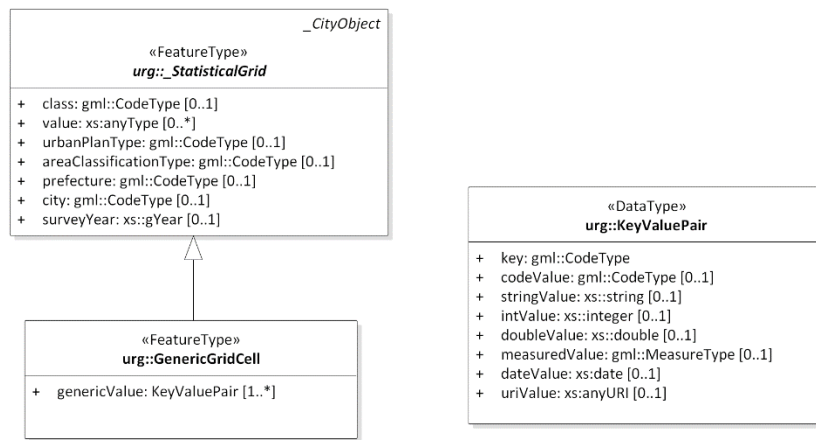 _CityObject
«FeatureType»
urg::_StatisticalGrid
+ class: gml::CodeType [0..1]
+ value: xs:anyType [0..*]
+ urbanPlanType: gml::CodeType [0..1]
+ areaClassificationType: gml::CodeType [0..1]
+ prefecture: gml::CodeType [0..1]
+ city: gml::CodeType [0..1]
+ surveyYear: xs::gYear [0..1]
«FeatureType»
urg::GenericGridCell
+ genericValue: KeyValuePair [1..*]
«DataType»
urg::KeyValuePair
+ key: gml::CodeType
+ codeValue: gml::CodeType [0..1]
+ stringValue: xs::string [0..1]
+ intValue: xs::integer [0..1]
+ doubleValue: xs::double [0..1]
+ measuredValue: gml::MeasureType [0..1]
+ dateValue: xs:date [0..1]
+ uriValue: xs:anyURI [0..1]